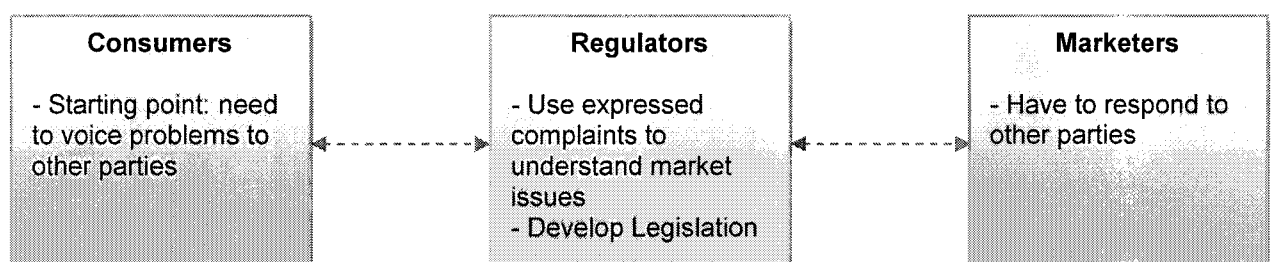 Consumers
- Starting point: need
to voice problems to
other parties
Regulators
- Use expressed
complaints to
understand market
issues
- Develop Legislation
Marketers
- Have to respond to
other parties